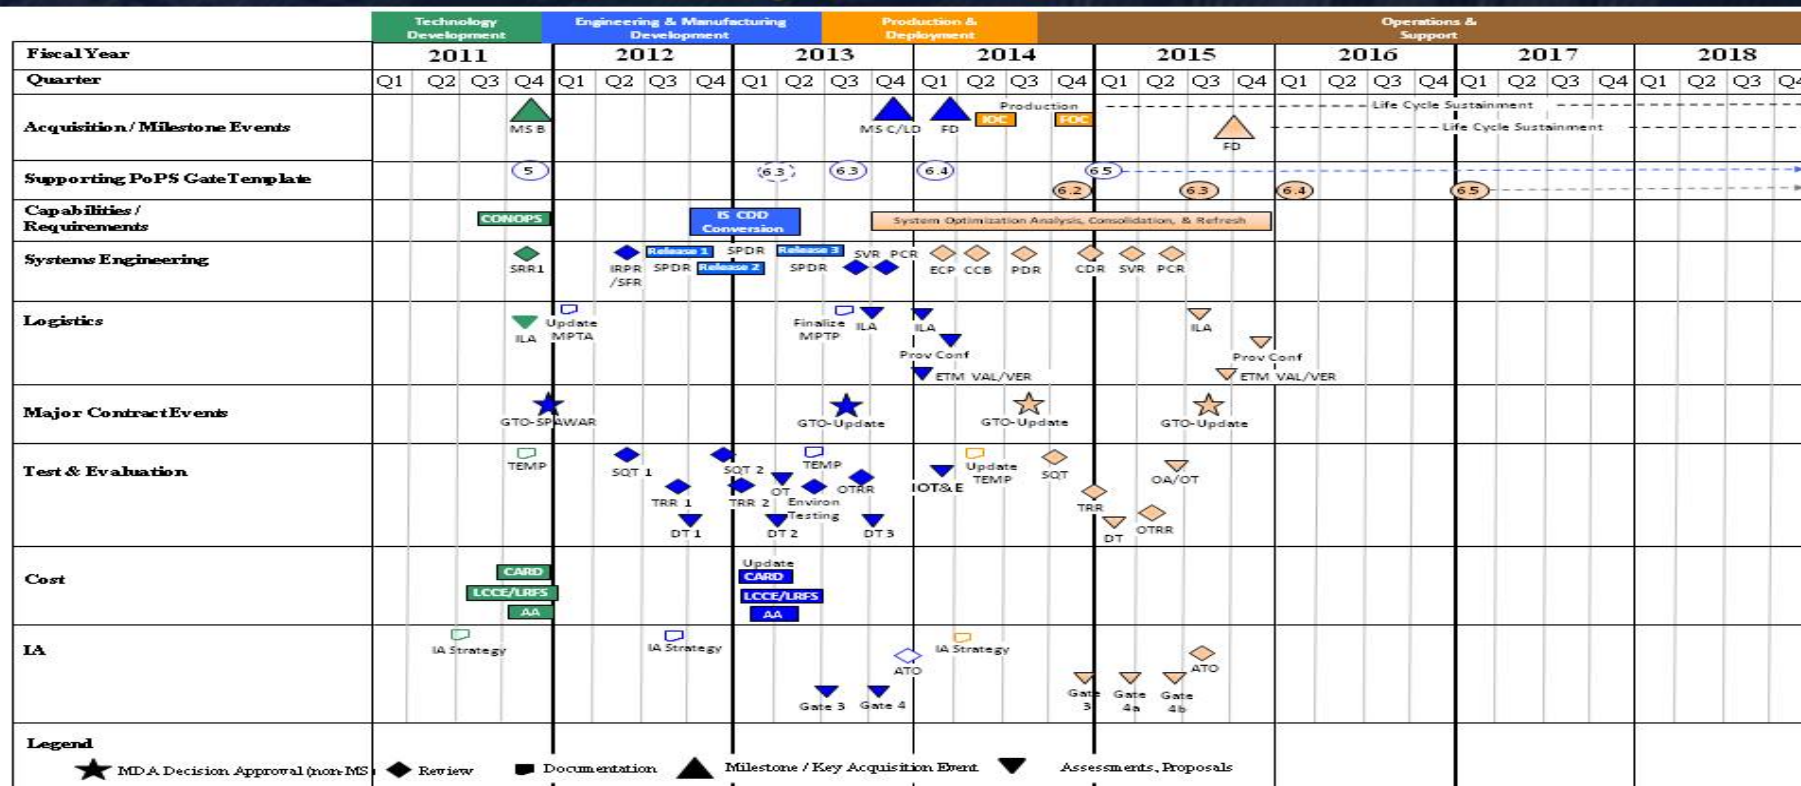 Technology Development
Engineering & Manufacturing Development
Production & Deployment
Operations & Support
Fiscal Year 2011 2012 2013 2014 2015 2016 2017 2018
Quarter Q1 Q2 Q3 Q4 Q1 Q2 Q3 Q4 Q1 Q2 Q3 Q4 Q1 Q2 Q3 Q4 Q1 Q2 Q3 Q4 Q1 Q2 Q3 Q4 Q1 Q2 Q3 Q4 Q1 Q2 Q3 Q4
Acquisition / Milestone Events
MS B
MS C/LD
FD
Production
IOC
FOC
Life Cycle Sustainment
Life Cycle Sustainment
FD
Supporting PoPS Gate Template
5 6.3 6.3 6.4 6.5
6.2 6.3 6.4 6.5
Capabilities /
Requirements
CONOPS
IS CDD
Conversion
System Optimization Analysis, Consolidation, & Refresh
Systems Engineering
SRR1
IRPR
/SFR
Release 1
SPDR
SPDR
Release 2
Release 3
SPDR
SVR PCR
ECP CCB PDR CDR SVR PCR
Logistics
ILA
Update
MPTA
Finalize
MPTP
ILA
ILA
Prov Conf
ETM VAL/VER
ILA
Prov Conf
ETM VAL/VER
Major Contract Events
GTO-SPAWAR
GTO-Update
GTO-Update
GTO-Update
Test & Evaluation
TEMP
SQT 1
TRR 1
DT 1
SQT 2
TRR 2
OT
DT 2
TEMP
Environ
Testing
OTRR
DT 3
IOT&E
Update
TEMP
SQT
TRR
DT
OTRR
OA/OT
Cost
CARD
LCCE/LRFS
AA
Update
CARD
LCCE/LRFS
AA
IA
IA Strategy
IA Strategy
Gate 3
Gate 4
ATO
IA Strategy
Gate
3
Gate
4a
Gate
4b
ATO
Legend
MDA Decision Approval (non-MS)
Review
Documentation
Milestone / Key Acquisition Event
Assessments, Proposals